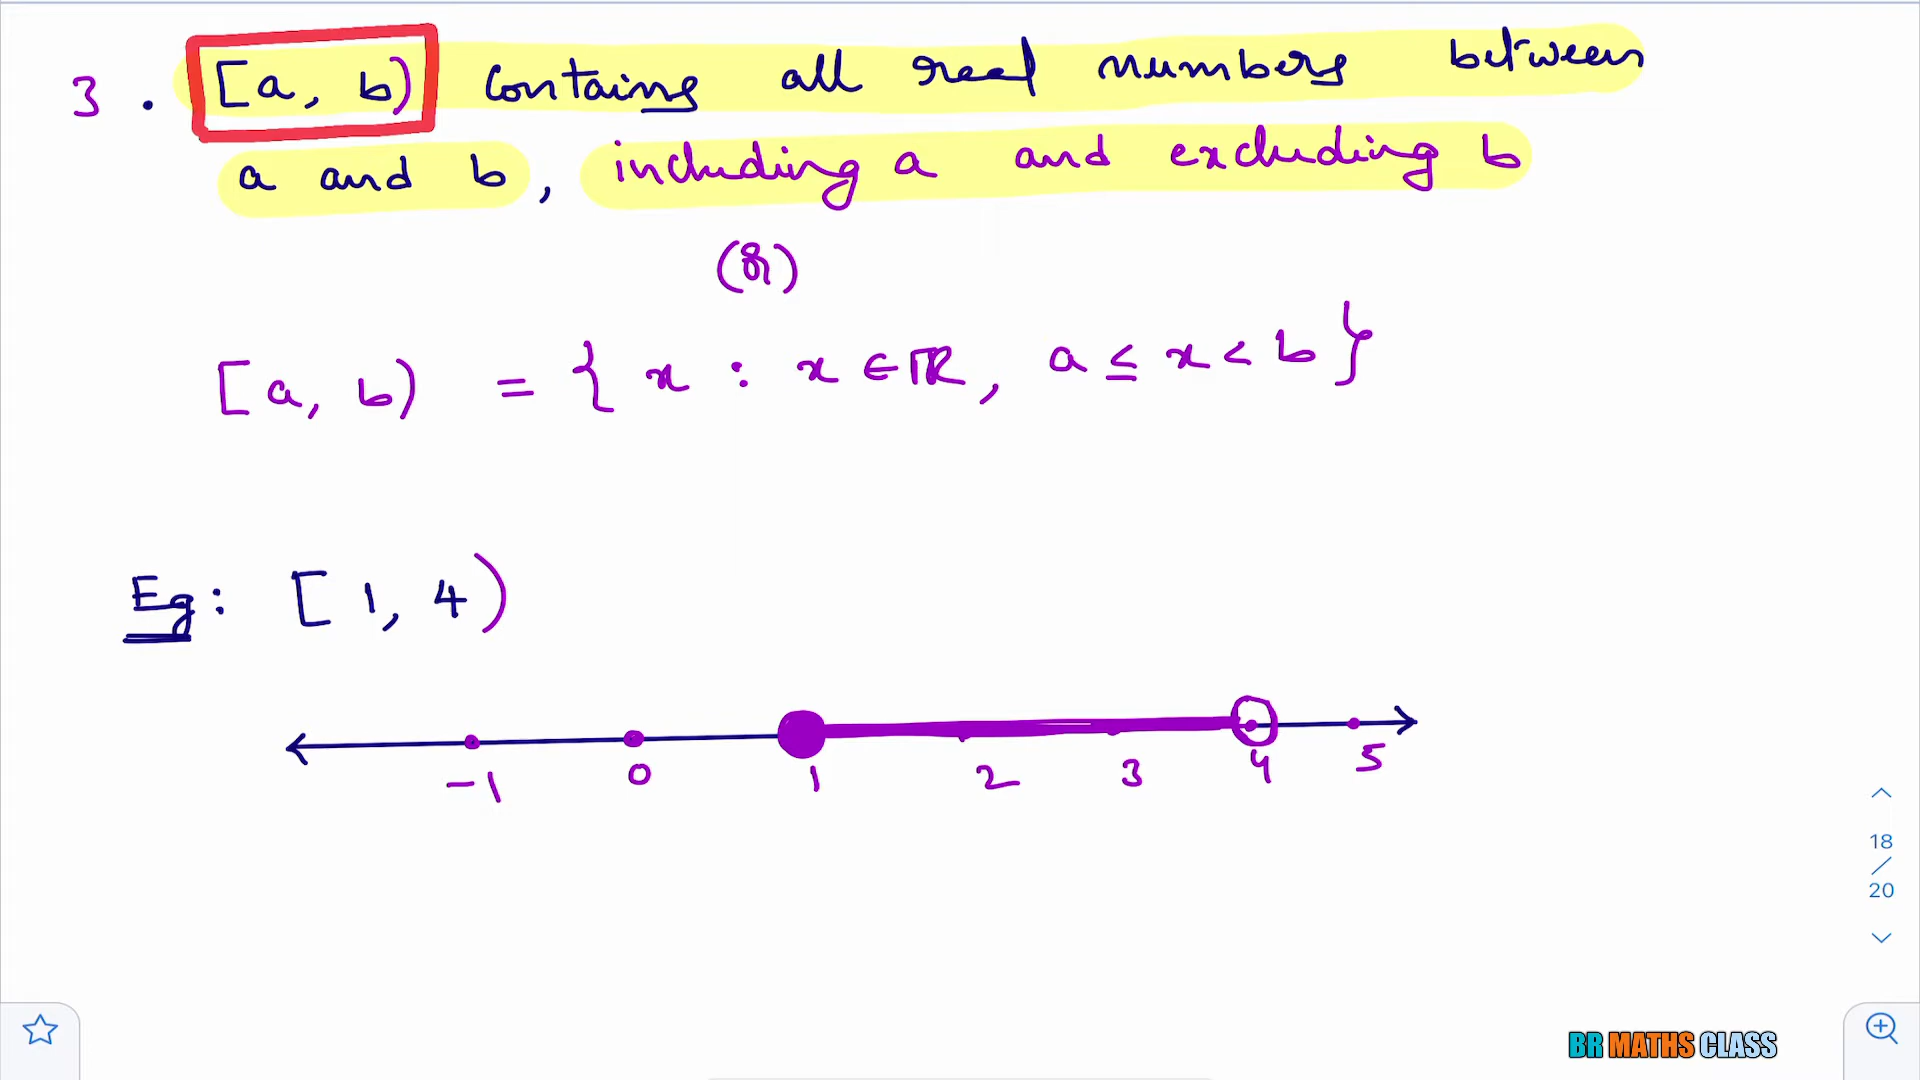 3. [a, b) contains all real numbers between
a and b, including a and excluding b
(or)
[a, b) = { x : x ∈ ℝ, a ≤ x < b }
Eg: [1, 4)
-1 0 1 2 3 4 5
18
/
20
BR MATHS CLASS